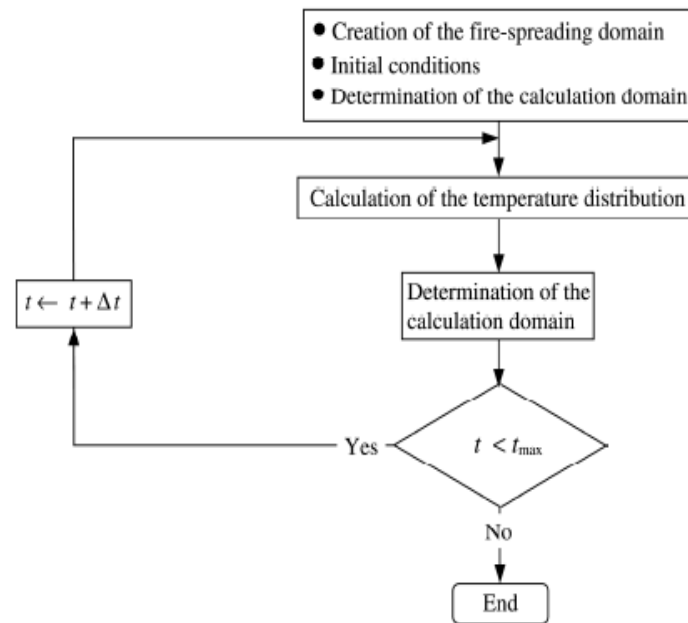 ● Creation of the fire-spreading domain
● Initial conditions
● Determination of the calculation domain
Calculation of the temperature distribution
t ← t + Δt
Determination of the
calculation domain
Yes
t < tmax
No
End